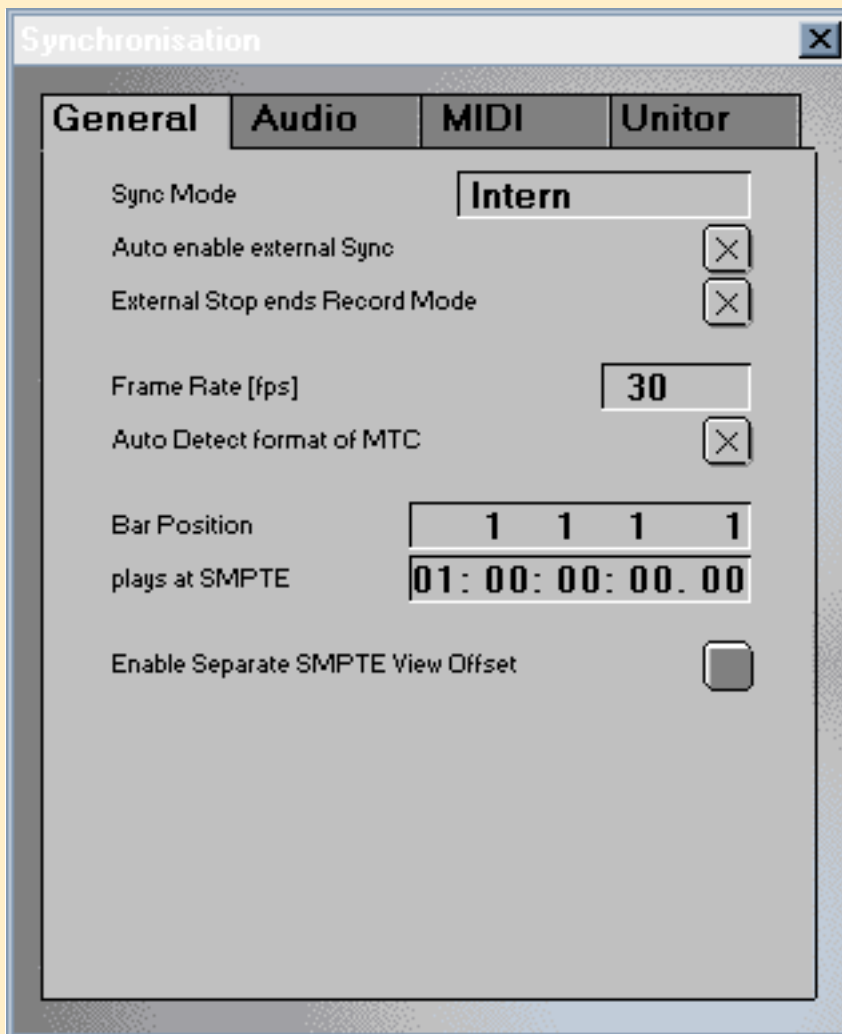 Synchronisation
General Audio MIDI Unitor
Sync Mode Intern
Auto enable external Sync
External Stop ends Record Mode
Frame Rate [fps] 30
Auto Detect format of MTC
Bar Position 1 1 1 1
plays at SMPTE 01:00:00:00.00
Enable Separate SMPTE View Offset